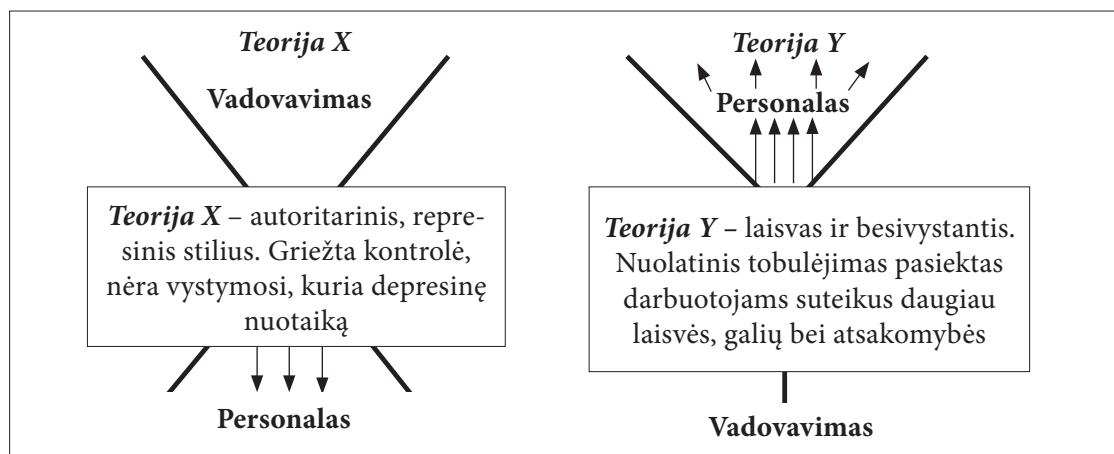 Teorija X
Vadovavimas
Teorija X – autoritarinis, repre-
sinis stilius. Griežta kontrolė,
nėra vystymosi, kuria depresinę
nuotaiką
Personalas
Teorija Y
Personalas
Teorija Y – laisvas ir besivystantis.
Nuolatinis tobulėjimas pasiektas
darbuotojams suteikus daugiau
laisvės, galių bei atsakomybės
Vadovavimas